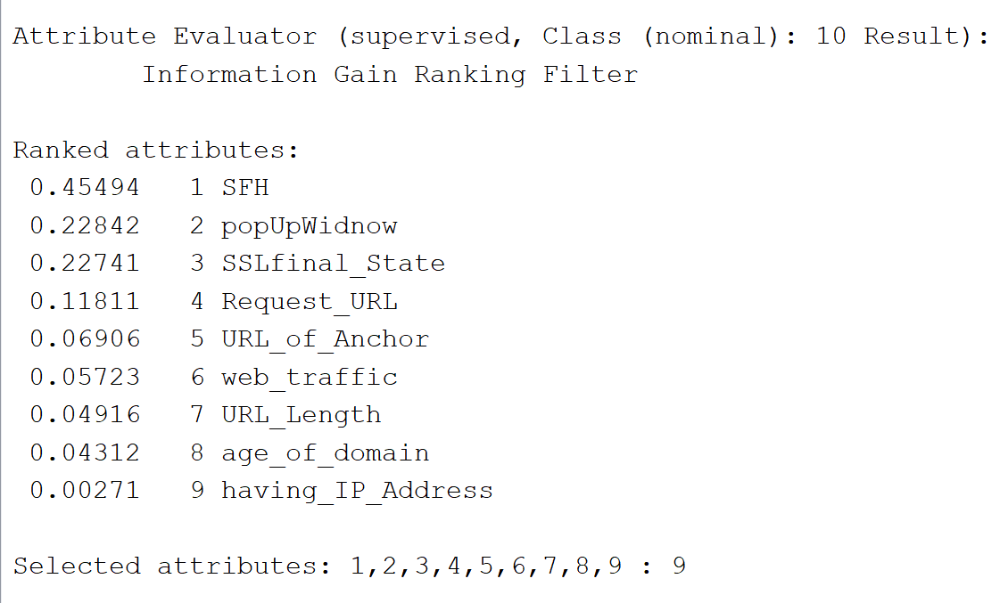 Attribute Evaluator (supervised, Class (nominal): 10 Result):
Information Gain Ranking Filter
Ranked attributes:
0.45494 1 SFH
0.22842 2 popUpWidnow
0.22741 3 SSLfinal_State
0.11811 4 Request_URL
0.06906 5 URL_of_Anchor
0.05723 6 web_traffic
0.04916 7 URL_Length
0.04312 8 age_of_domain
0.00271 9 having_IP_Address
Selected attributes: 1,2,3,4,5,6,7,8,9 : 9